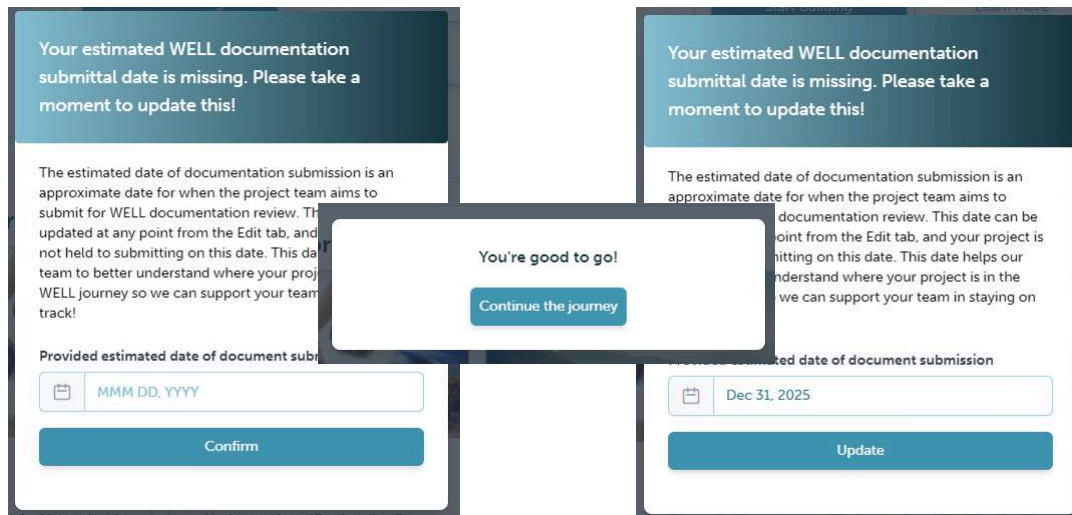 Your estimated WELL documentation
submittal date is missing. Please take a
moment to update this!
The estimated date of documentation submission is an
approximate date for when the project team aims to
submit for WELL documentation review. Th
updated at any point from the Edit tab, and
not held to submitting on this date. This da
team to better understand where your proj
WELL journey so we can support your team
track!
Provided estimated date of document subr
MMM DD, YYYY
Confirm
You're good to go!
Continue the journey
Start Building
Learn More
Your estimated WELL documentation
submittal date is missing. Please take a
moment to update this!
The estimated date of documentation submission is an
approximate date for when the project team aims to
documentation review. This date can be
oint from the Edit tab, and your project is
nitting on this date. This date helps our
nderstand where your project is in the
we can support your team in staying on
ted date of document submission
Dec 31, 2025
Update